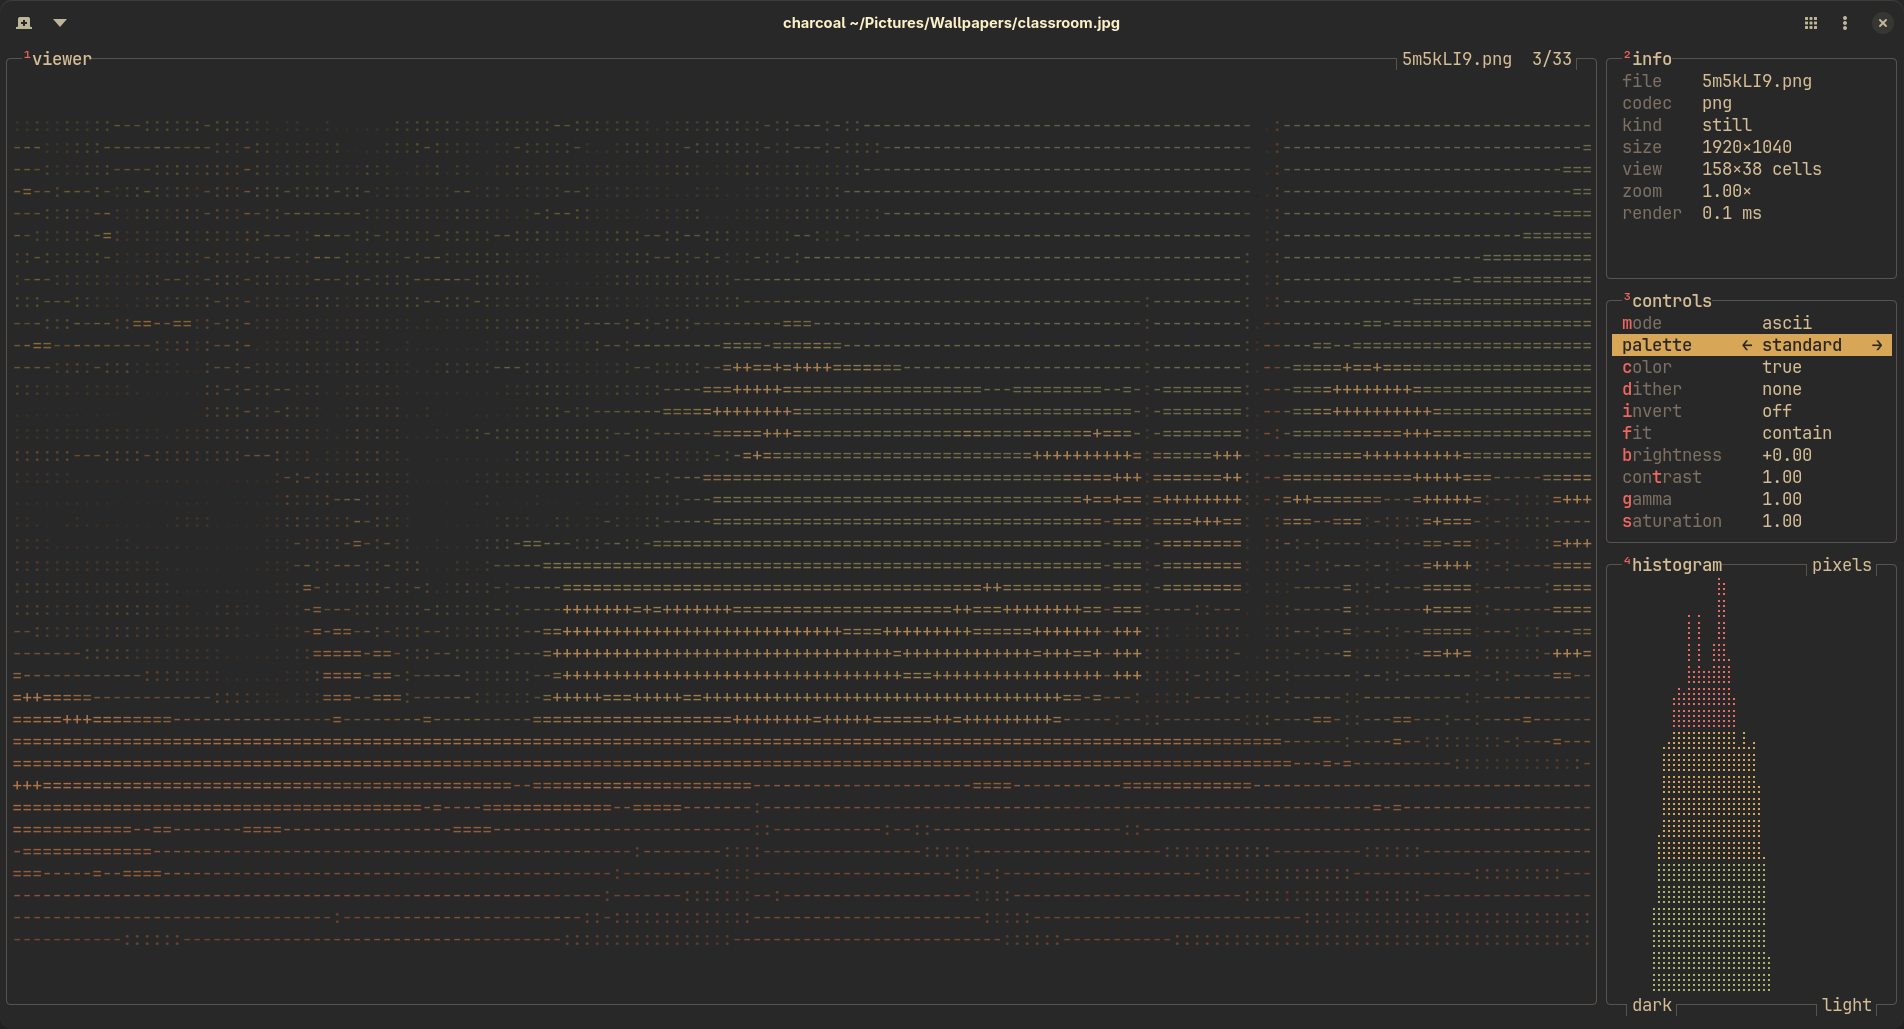 charcoal ~/Pictures/Wallpapers/classroom.jpg
1viewer
5m5kLI9.png 3/33
2info
file 5m5kLI9.png
codec png
kind still
size 1920×1040
view 158×38 cells
zoom 1.00×
render 0.1 ms
3controls
mode ascii
palette ← standard →
color true
dither none
invert off
fit contain
brightness +0.00
contrast 1.00
gamma 1.00
saturation 1.00
4histogram pixels
dark light